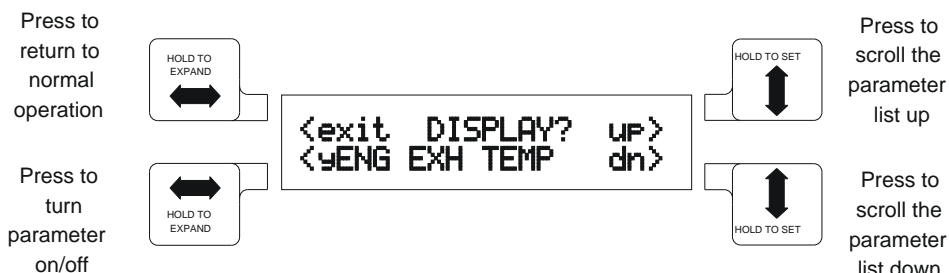 Press to
return to
normal
operation
HOLD TO
EXPAND
Press to
turn
parameter
on/off
HOLD TO
EXPAND
<exit DISPLAY? up>
<yENG EXH TEMP dn>
HOLD TO SET
Press to
scroll the
parameter
list up
HOLD TO SET
Press to
scroll the
parameter
list down